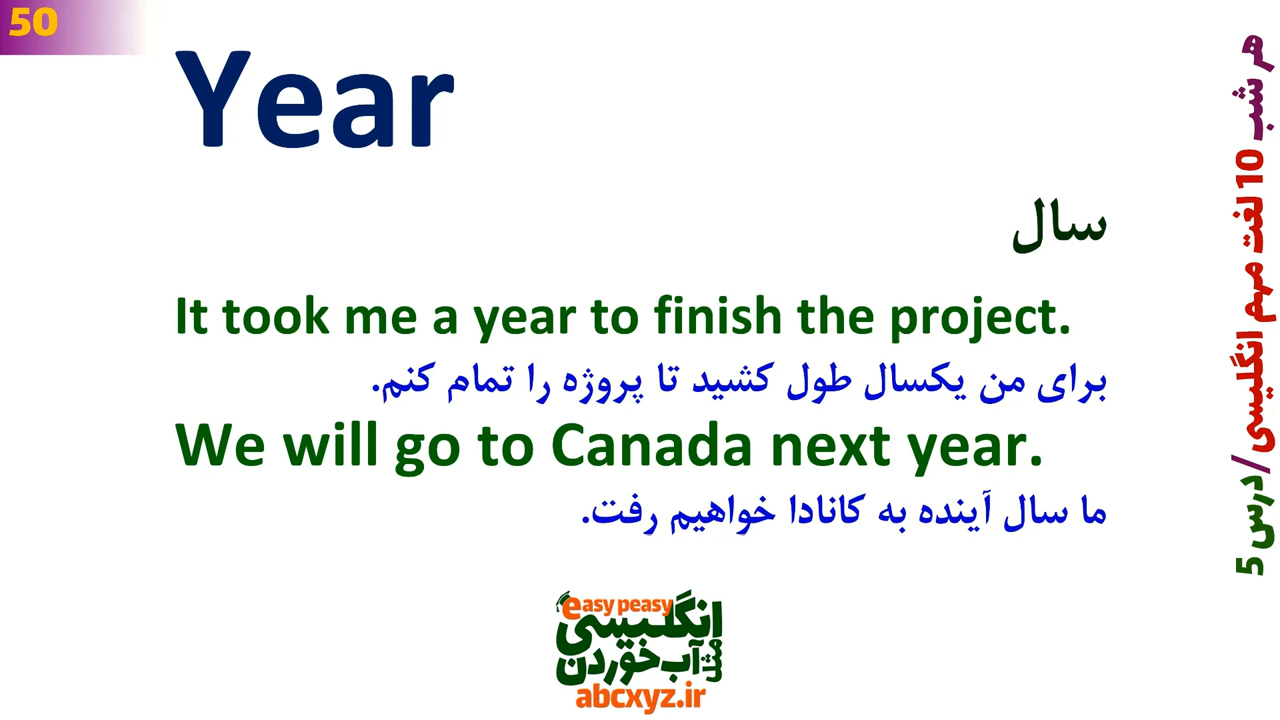 50
Year
سال
It took me a year to finish the project.
برای من یکسال طول کشید تا پروژه را تمام کنم.
We will go to Canada next year.
ما سال آینده به کانادا خواهیم رفت.
هر شب 10 لغت مهم انگلیسی/درس 5
easy peasy
انگلیسی
مثل آب خوردن
abcxyz.ir